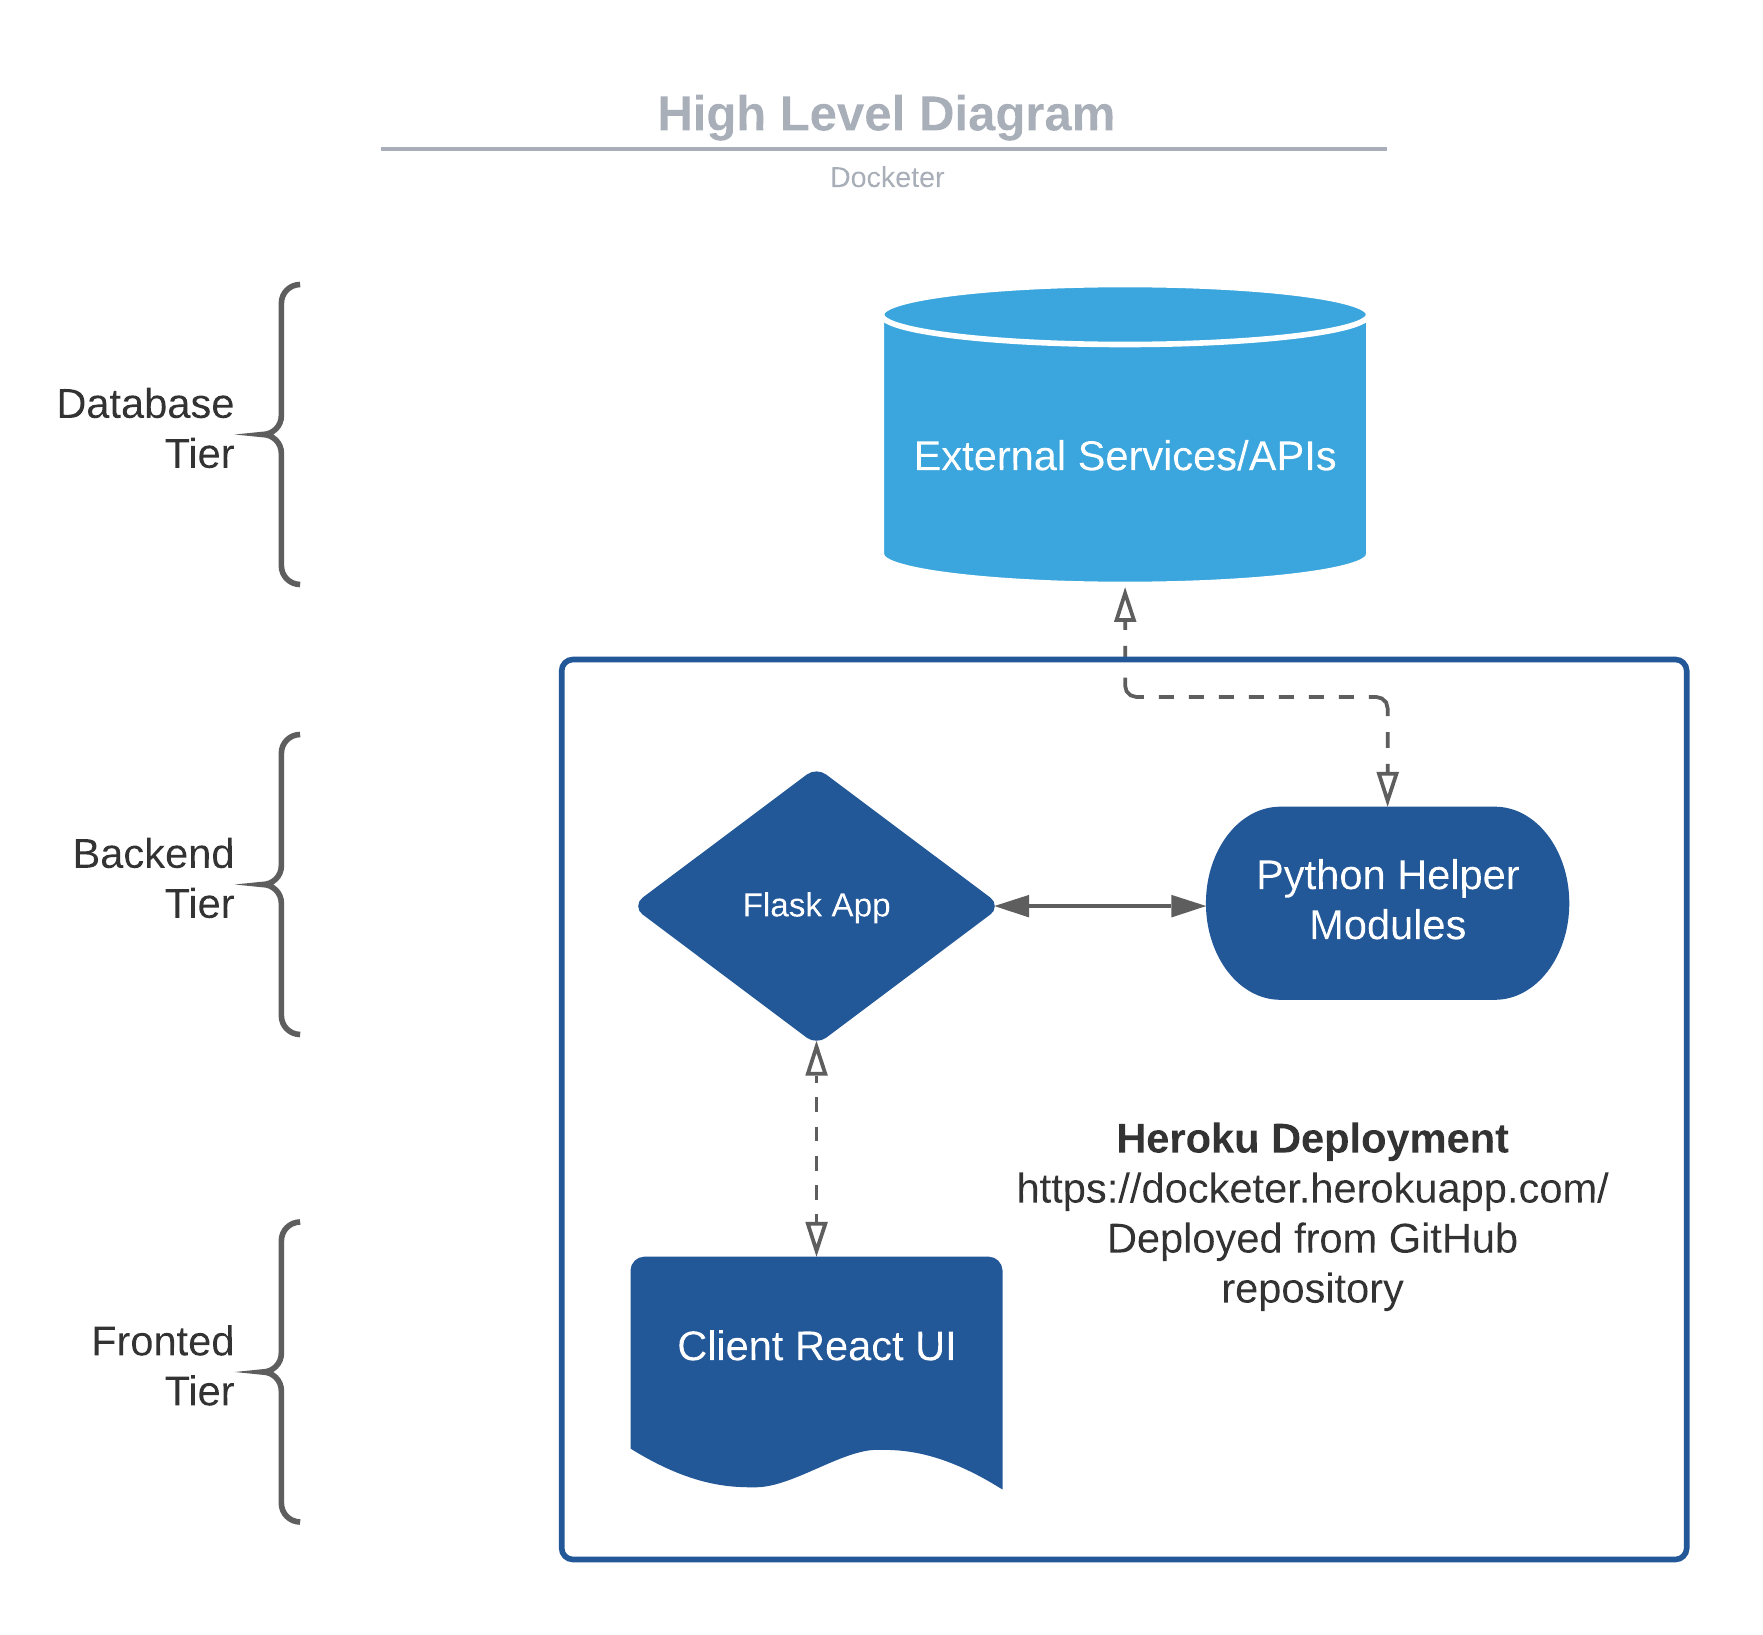 High Level Diagram
Docketer
Database
Tier
External Services/APIs
Backend
Tier
Flask App
Python Helper
Modules
Heroku Deployment
https://docketer.herokuapp.com/
Deployed from GitHub
repository
Fronted
Tier
Client React UI